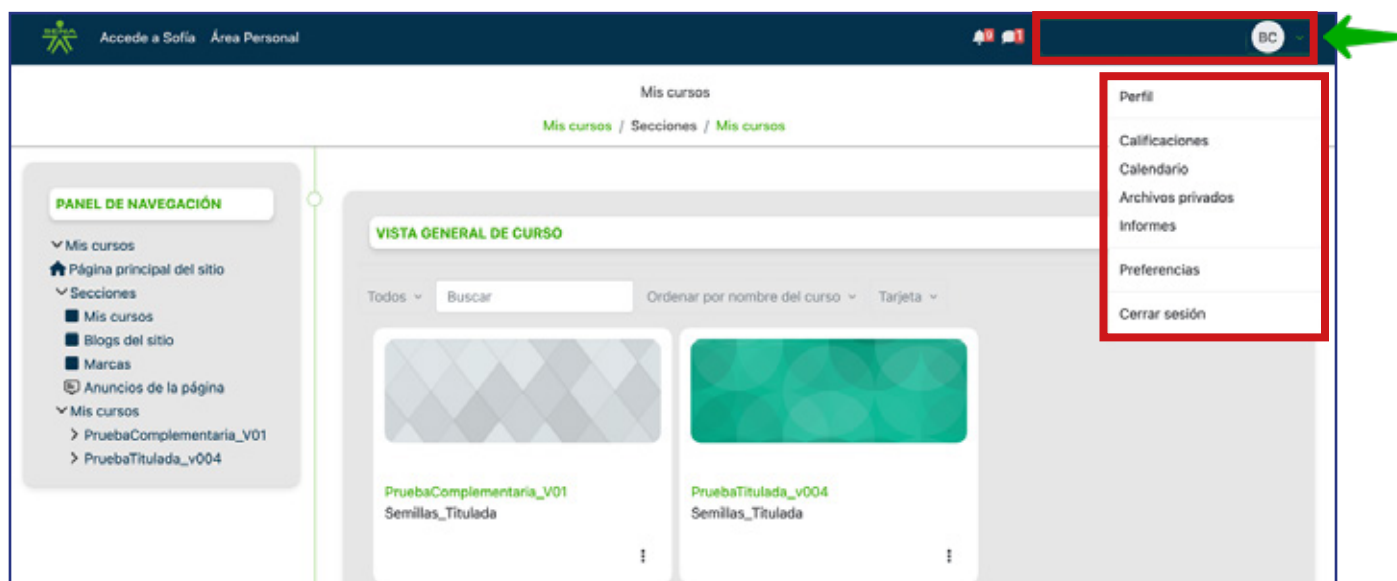 SENA
Accede a Sofía Área Personal
BC
Mis cursos
Mis cursos / Secciones / Mis cursos
Perfil
Calificaciones
Calendario
Archivos privados
Informes
Preferencias
Cerrar sesión
PANEL DE NAVEGACIÓN
Mis cursos
Página principal del sitio
Secciones
Mis cursos
Blogs del sitio
Marcas
Anuncios de la página
Mis cursos
PruebaComplementaria_V01
PruebaTitulada_v004
VISTA GENERAL DE CURSO
Todos Buscar Ordenar por nombre del curso Tarjeta
PruebaComplementaria_V01
Semillas_Titulada
PruebaTitulada_v004
Semillas_Titulada